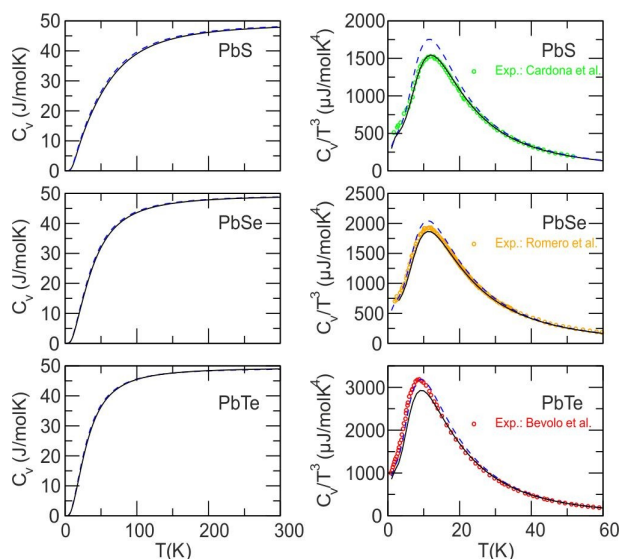 50
40
30
20
10
0
C_v (J/molK)
PbS
2000
1500
1000
500
0
C_v/T^3 (μJ/molK^4)
PbS
Exp.: Cardona et al.
50
40
30
20
10
0
C_v (J/molK)
PbSe
2500
2000
1500
1000
500
0
C_v/T^3 (μJ/molK^4)
PbSe
Exp.: Romero et al.
50
40
30
20
10
0
C_v (J/molK)
PbTe
0 100 200 300
T(K)
3000
2000
1000
0
C_v/T^3 (μJ/molK^4)
PbTe
Exp.: Bevolo et al.
0 20 40 60
T(K)